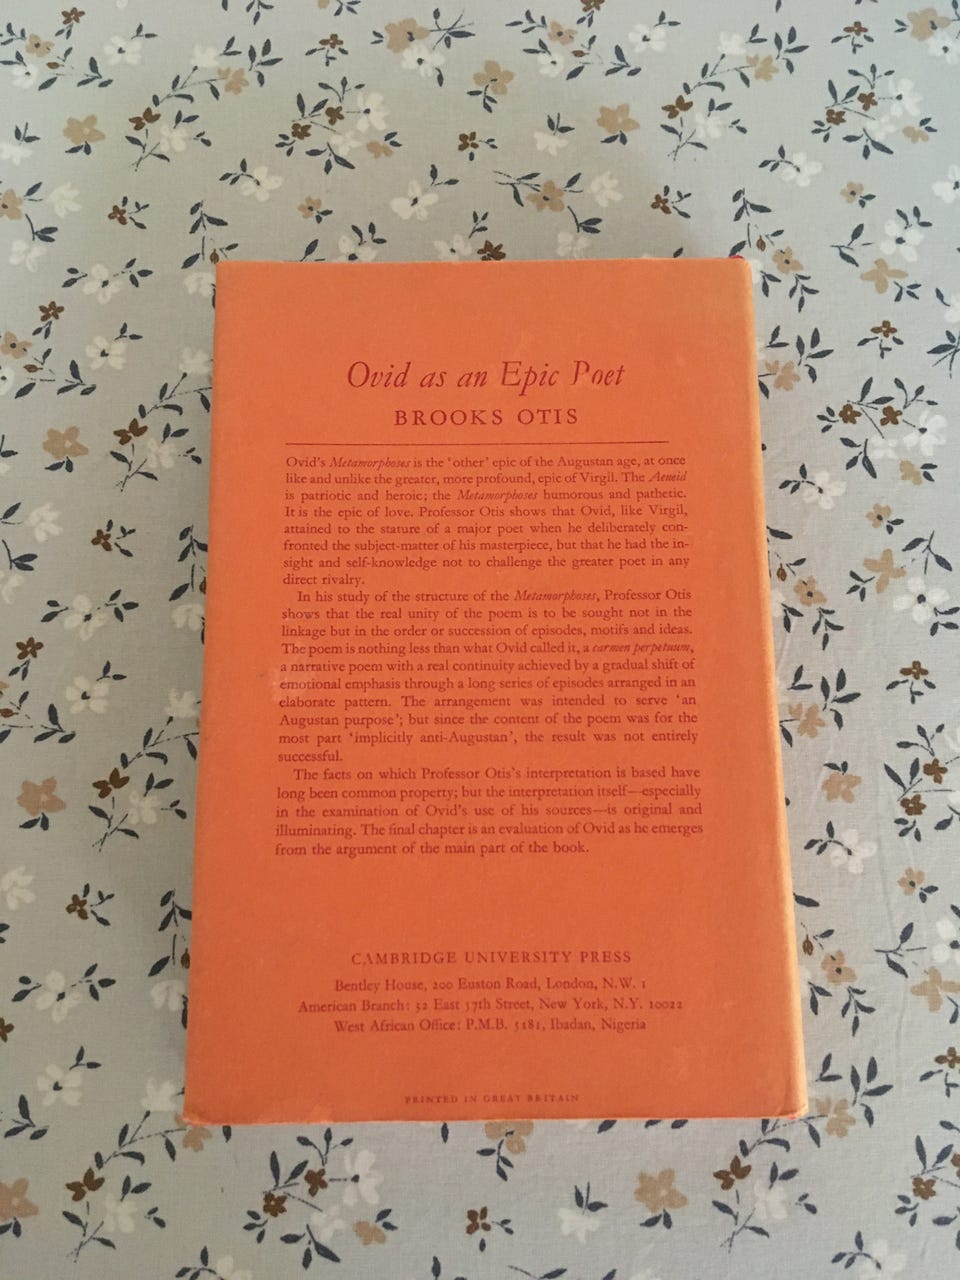 Ovid as an Epic Poet
BROOKS OTIS
Ovid's Metamorphoses is the 'other' epic of the Augustan age, at once
like and unlike the greater, more profound, epic of Virgil. The Aeneid
is patriotic and heroic; the Metamorphoses humorous and pathetic.
It is the epic of love. Professor Otis shows that Ovid, like Virgil,
attained to the stature of a major poet when he deliberately con-
fronted the subject-matter of his masterpiece, but that he had the in-
sight and self-knowledge not to challenge the greater poet in any
direct rivalry.
In his study of the structure of the Metamorphoses, Professor Otis
shows that the real unity of the poem is to be sought not in the
linkage but in the order or succession of episodes, motifs and ideas.
The poem is nothing less than what Ovid called it, a carmen perpetuum,
a narrative poem with a real continuity achieved by a gradual shift of
emotional emphasis through a long series of episodes arranged in an
elaborate pattern. The arrangement was intended to serve 'an
Augustan purpose'; but since the content of the poem was for the
most part 'implicitly anti-Augustan', the result was not entirely
successful.
The facts on which Professor Otis's interpretation is based have
long been common property; but the interpretation itself—especially
in the examination of Ovid's use of his sources—is original and
illuminating. The final chapter is an evaluation of Ovid as he emerges
from the argument of the main part of the book.
CAMBRIDGE UNIVERSITY PRESS
Bentley House, 200 Euston Road, London, N.W. 1
American Branch: 32 East 57th Street, New York, N.Y. 10022
West African Office: P.M.B. 5181, Ibadan, Nigeria
PRINTED IN GREAT BRITAIN